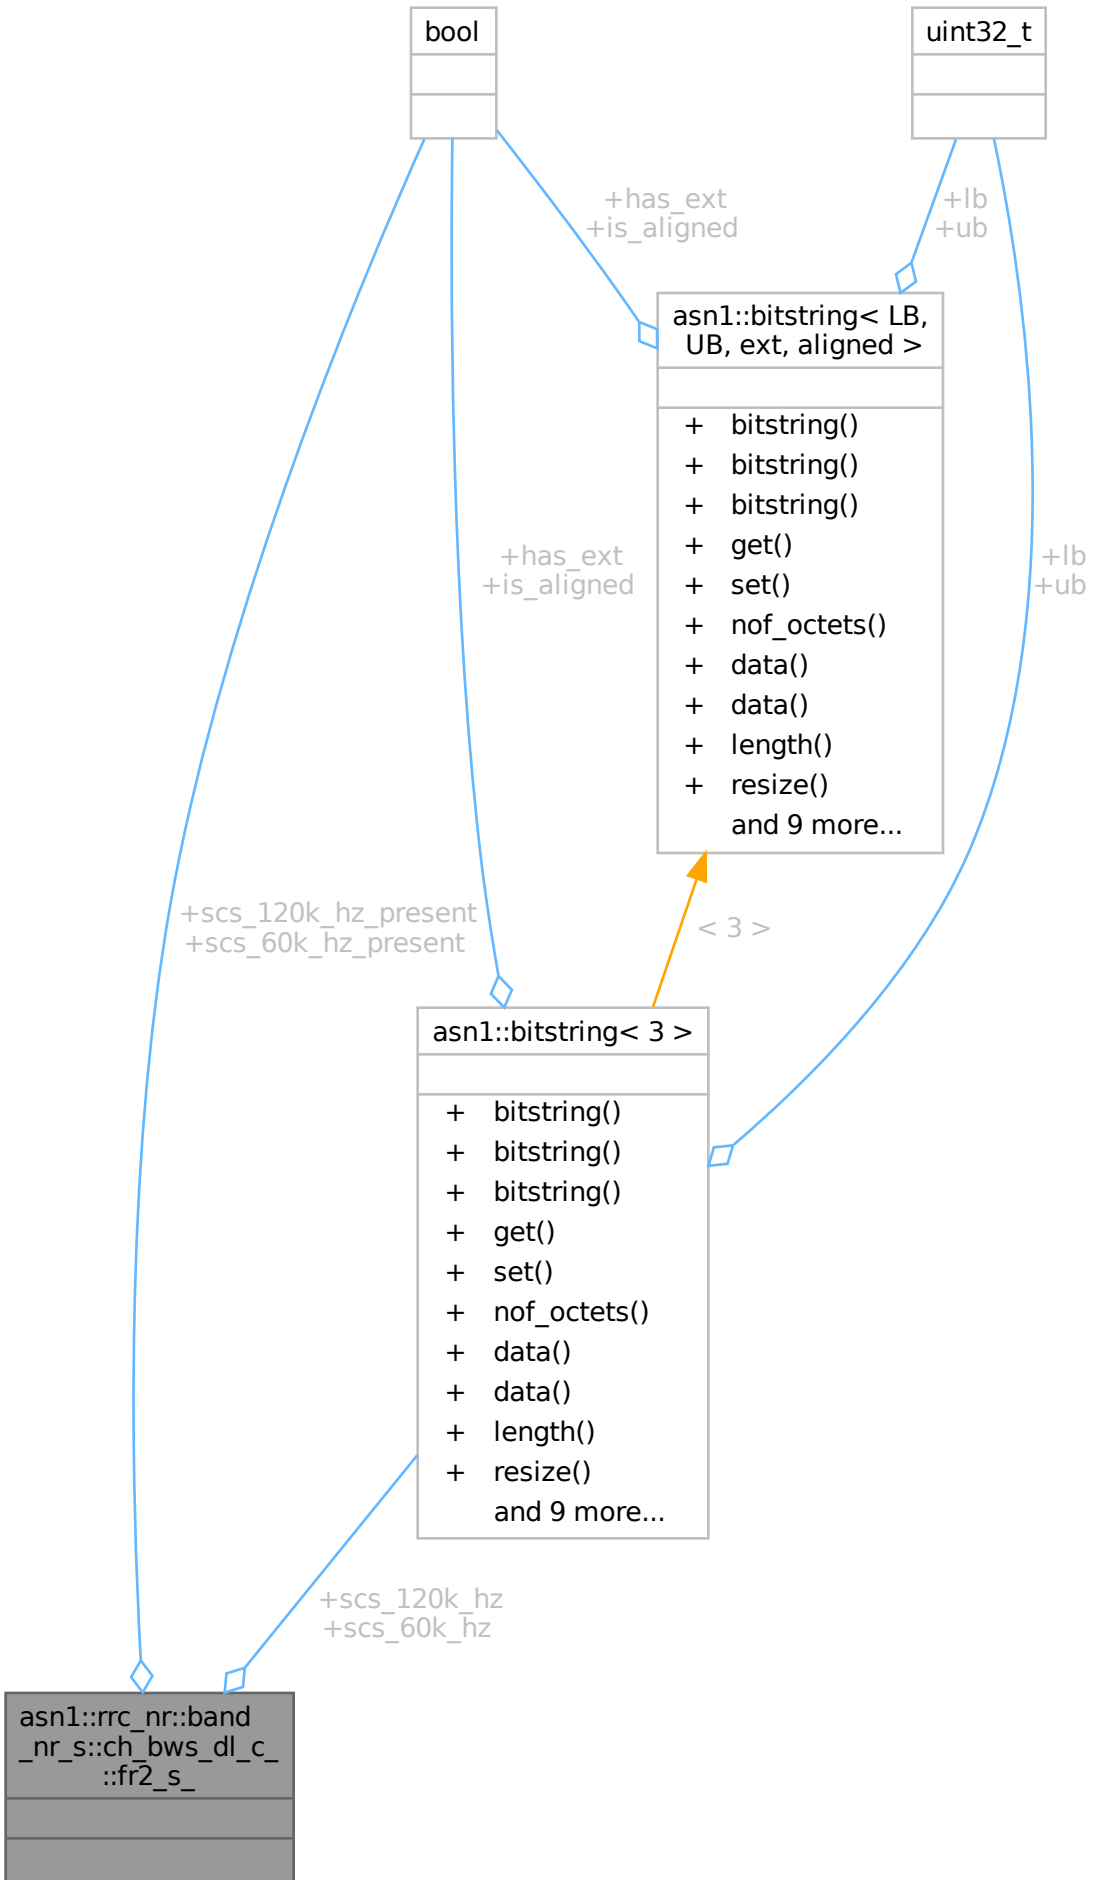 bool
uint32_t
+has_ext
+is_aligned
+lb
+ub
asn1::bitstring< LB,
UB, ext, aligned >
+ bitstring()
+ bitstring()
+ bitstring()
+ get()
+ set()
+ nof_octets()
+ data()
+ data()
+ length()
+ resize()
and 9 more...
+has_ext
+is_aligned
+lb
+ub
+scs_120k_hz_present
+scs_60k_hz_present
< 3 >
asn1::bitstring< 3 >
+ bitstring()
+ bitstring()
+ bitstring()
+ get()
+ set()
+ nof_octets()
+ data()
+ data()
+ length()
+ resize()
and 9 more...
+scs_120k_hz
+scs_60k_hz
asn1::rrc_nr::band
_nr_s::ch_bws_dl_c_
::fr2_s_